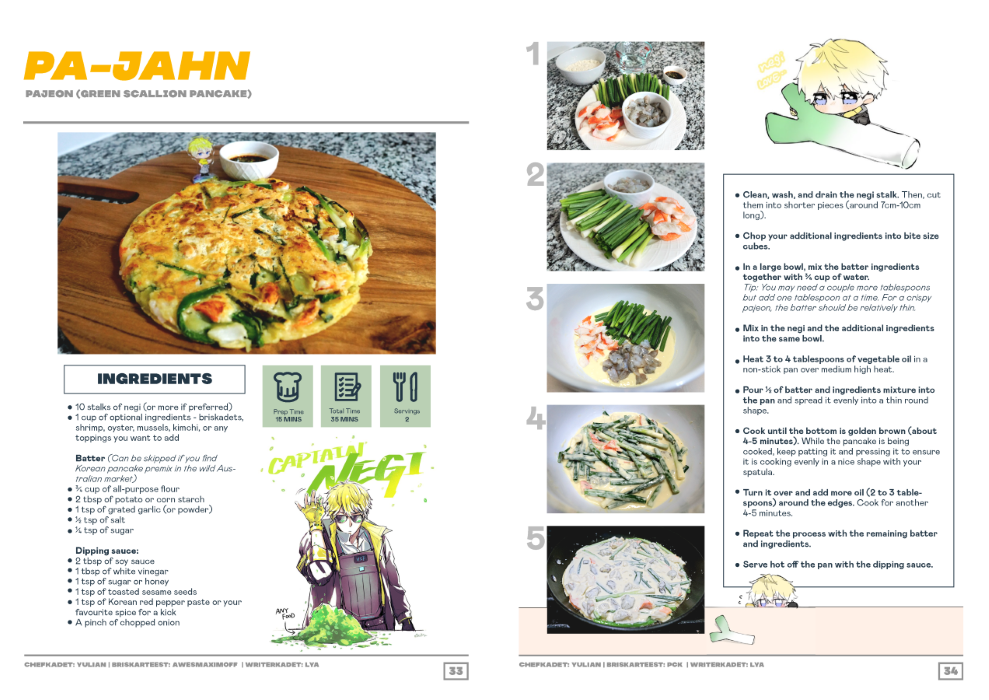 PA-JAHN
PAJEON (GREEN SCALLION PANCAKE)
INGREDIENTS
• 10 stalks of negi (or more if preferred)
• 1 cup of optional ingredients - briskadets,
shrimp, oyster, mussels, kimchi, or any
toppings you want to add
Batter (Can be skipped if you find
Korean pancake premix in the wild Aus-
tralian market)
• ¾ cup of all-purpose flour
• 2 tbsp of potato or corn starch
• 1 tsp of grated garlic (or powder)
• ½ tsp of salt
• ¼ tsp of sugar
Dipping sauce:
• 2 tbsp of soy sauce
• 1 tbsp of white vinegar
• 1 tsp of sugar or honey
• 1 tsp of toasted sesame seeds
• 1 tsp of Korean red pepper paste or your
favourite spice for a kick
• A pinch of chopped onion
Prep Time
15 MINS
Total Time
35 MINS
Servings
2
CAPTAIN
NEGI
ANY
FOOD
CHEFKADET: YULIAN | BRISKARTEEST: AWESMAXIMOFF | WRITERKADET: LYA
33
1
2
3
4
5
negi
• Clean, wash, and drain the negi stalk. Then, cut
them into shorter pieces (around 7cm-10cm
long).
• Chop your additional ingredients into bite size
cubes.
• In a large bowl, mix the batter ingredients
together with ¾ cup of water.
Tip: You may need a couple more tablespoons
but add one tablespoon at a time. For a crispy
pajeon, the batter should be relatively thin.
• Mix in the negi and the additional ingredients
into the same bowl.
• Heat 3 to 4 tablespoons of vegetable oil in a
non-stick pan over medium high heat.
• Pour ½ of batter and ingredients mixture into
the pan and spread it evenly into a thin round
shape.
• Cook until the bottom is golden brown (about
4-5 minutes). While the pancake is being
cooked, keep patting it and pressing it to ensure
it is cooking evenly in a nice shape with your
spatula.
• Turn it over and add more oil (2 to 3 table-
spoons) around the edges. Cook for another
4-5 minutes.
• Repeat the process with the remaining batter
and ingredients.
• Serve hot off the pan with the dipping sauce.
CHEFKADET: YULIAN | BRISKARTEEST: PCK | WRITERKADET: LYA
34